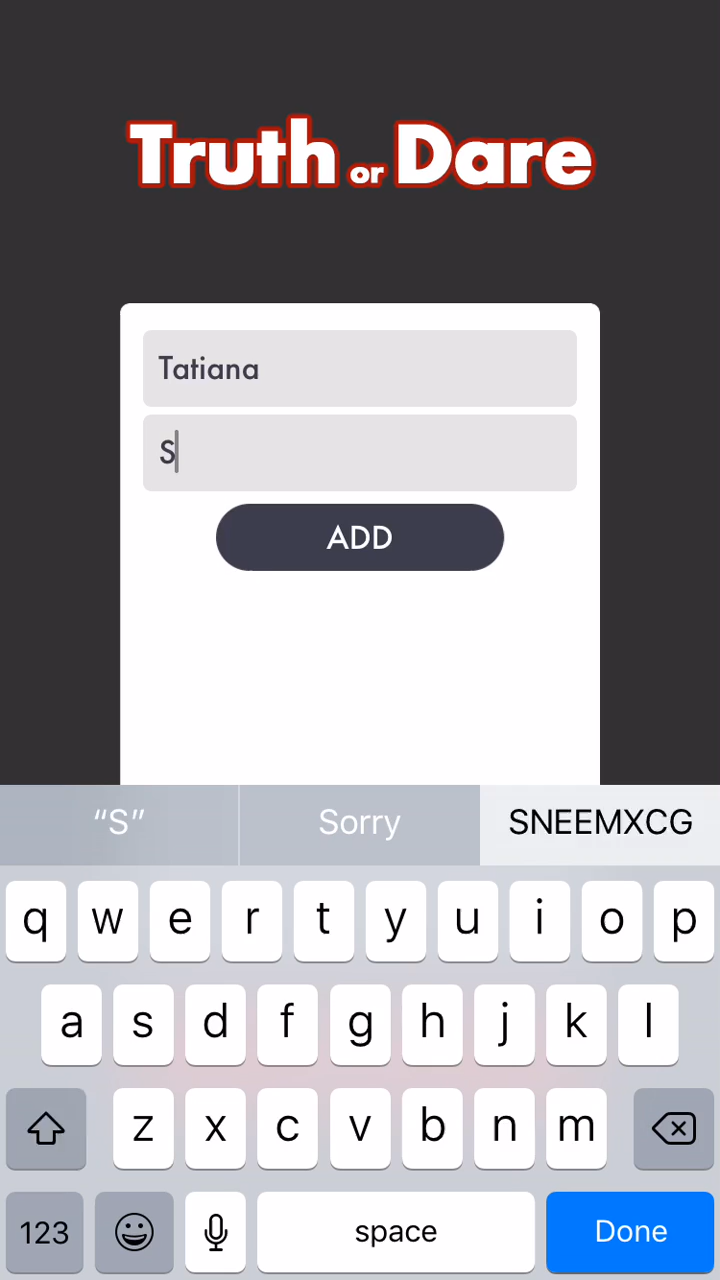 Truth or Dare
Tatiana
S
ADD
“S” Sorry SNEEMXCG
q w e r t y u i o p
a s d f g h j k l
z x c v b n m
123 space Done